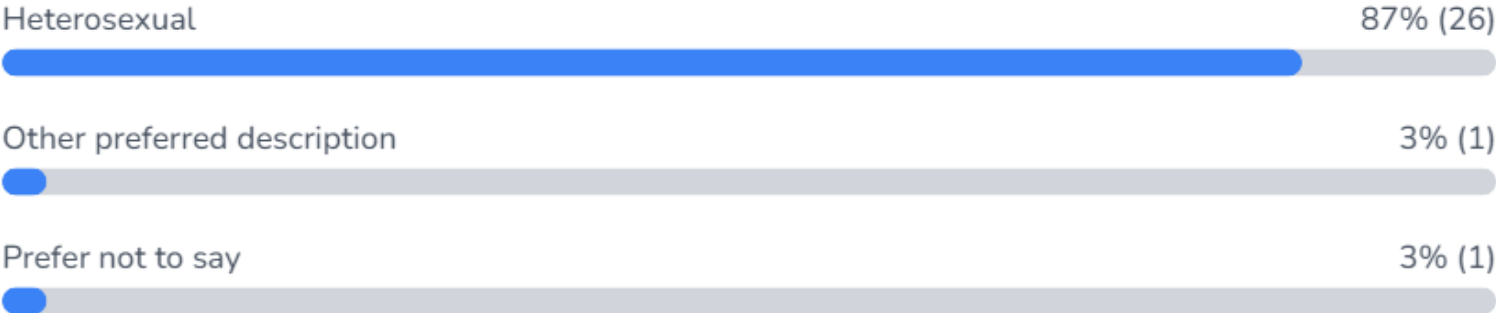 Heterosexual 87% (26)
Other preferred description 3% (1)
Prefer not to say 3% (1)